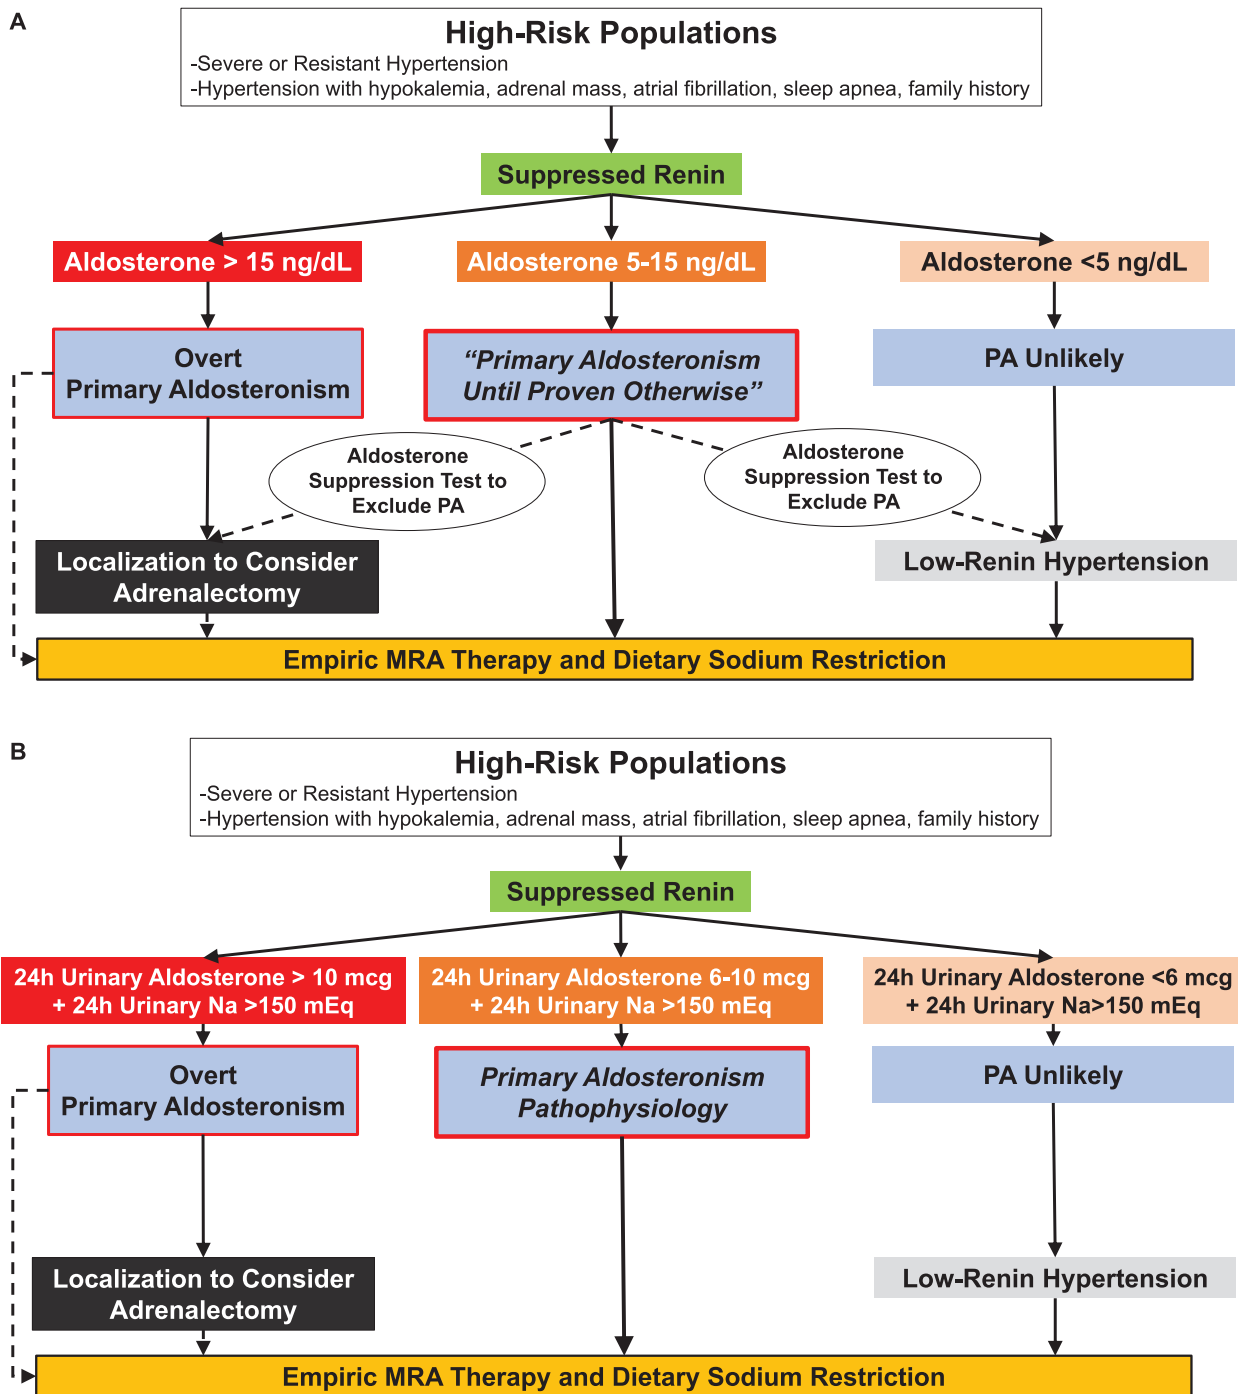 A
High-Risk Populations
-Severe or Resistant Hypertension
-Hypertension with hypokalemia, adrenal mass, atrial fibrillation, sleep apnea, family history
Suppressed Renin
Aldosterone > 15 ng/dL
Aldosterone 5-15 ng/dL
Aldosterone <5 ng/dL
Overt
Primary Aldosteronism
“Primary Aldosteronism
Until Proven Otherwise”
PA Unlikely
Aldosterone
Suppression Test to
Exclude PA
Aldosterone
Suppression Test to
Exclude PA
Localization to Consider
Adrenalectomy
Low-Renin Hypertension
Empiric MRA Therapy and Dietary Sodium Restriction
B
High-Risk Populations
-Severe or Resistant Hypertension
-Hypertension with hypokalemia, adrenal mass, atrial fibrillation, sleep apnea, family history
Suppressed Renin
24h Urinary Aldosterone > 10 mcg
+ 24h Urinary Na >150 mEq
24h Urinary Aldosterone 6-10 mcg
+ 24h Urinary Na >150 mEq
24h Urinary Aldosterone <6 mcg
+ 24h Urinary Na>150 mEq
Overt
Primary Aldosteronism
Primary Aldosteronism
Pathophysiology
PA Unlikely
Localization to Consider
Adrenalectomy
Low-Renin Hypertension
Empiric MRA Therapy and Dietary Sodium Restriction